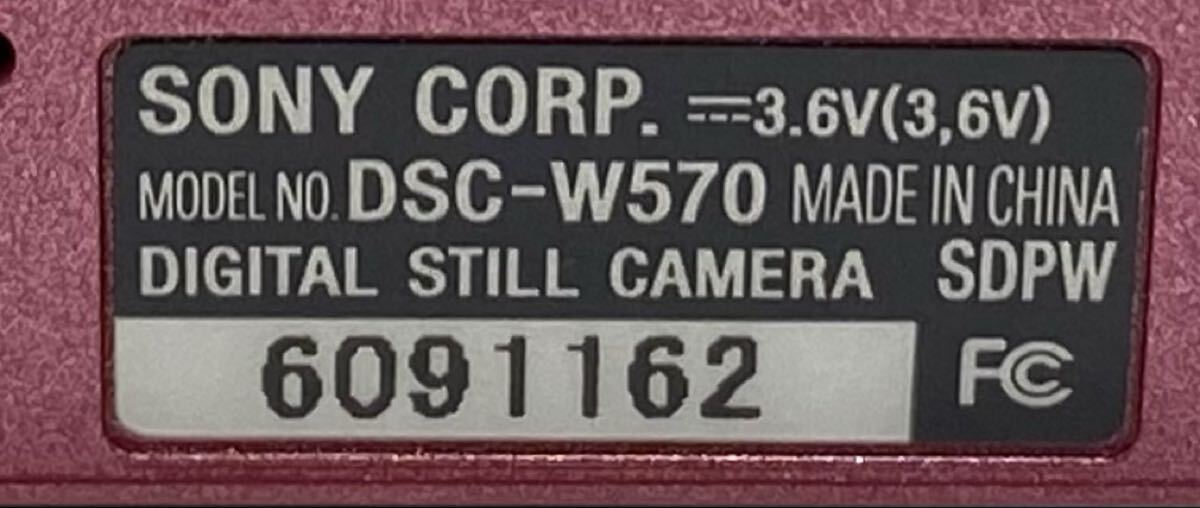 SONY CORP. ⎓3.6V(3,6V)
MODEL NO. DSC-W570 MADE IN CHINA
DIGITAL STILL CAMERA SDPW
6091162 FC